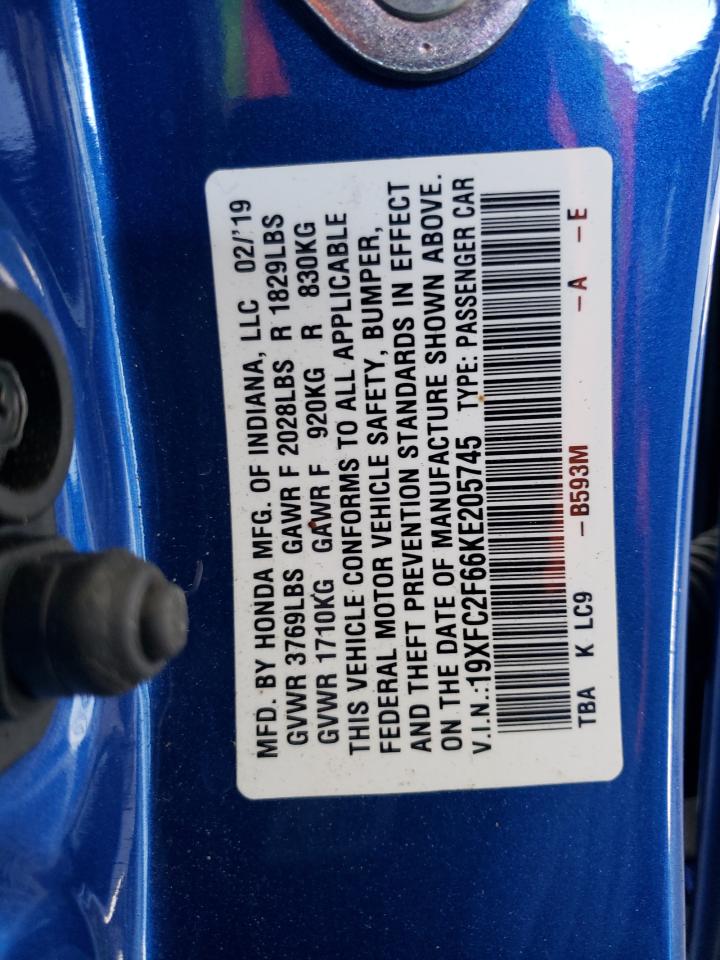 MFD. BY HONDA MFG. OF INDIANA, LLC 02/'19
GVWR 3769LBS GAWR F 2028LBS R 1829LBS
GVWR 1710KG GAWR F 920KG R 830KG
THIS VEHICLE CONFORMS TO ALL APPLICABLE
FEDERAL MOTOR VEHICLE SAFETY, BUMPER,
AND THEFT PREVENTION STANDARDS IN EFFECT
ON THE DATE OF MANUFACTURE SHOWN ABOVE.
V.I.N.:19XFC2F66KE205745 TYPE: PASSENGER CAR
TBA K LC9 -B593M -A -E